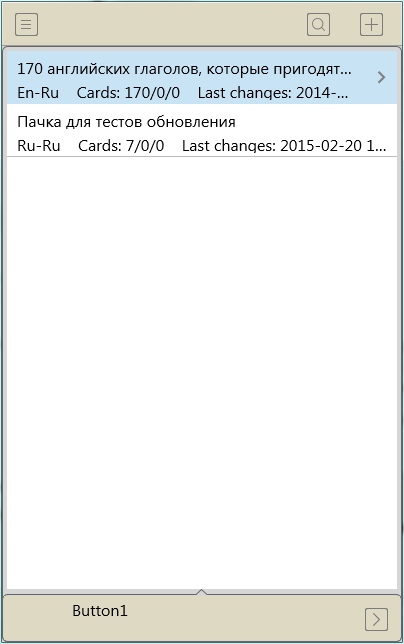 170 английских глаголов, которые пригодят...
En-Ru Cards: 170/0/0 Last changes: 2014-...
Пачка для тестов обновления
Ru-Ru Cards: 7/0/0 Last changes: 2015-02-20 1...
Button1